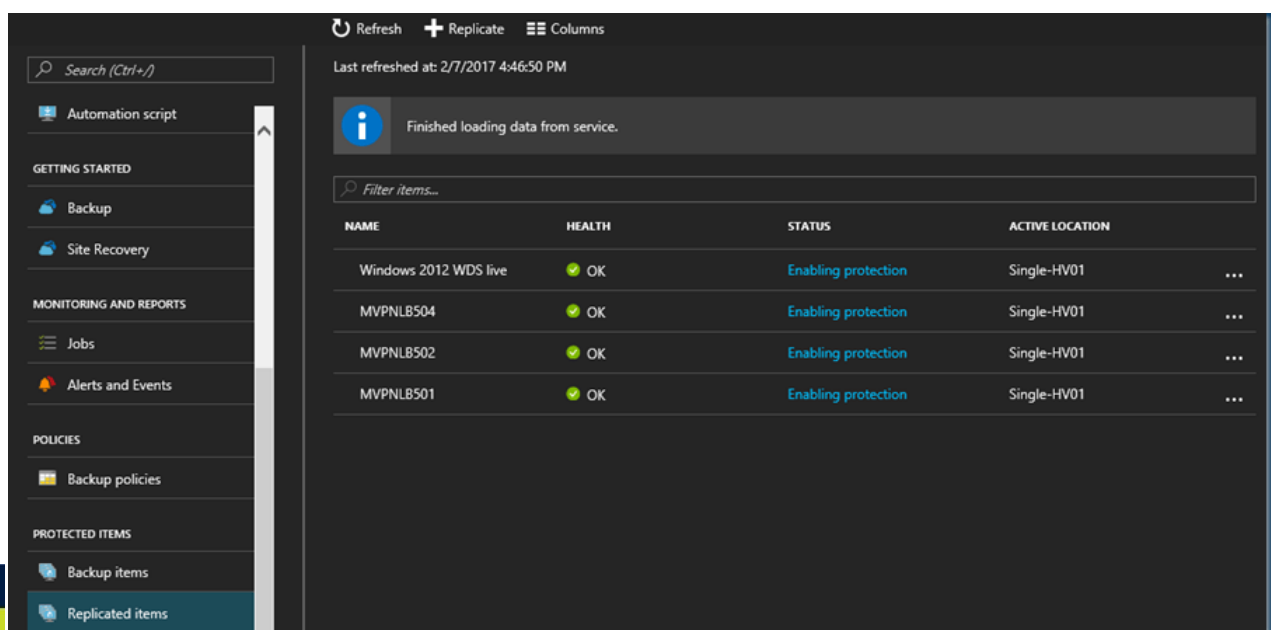 Refresh Replicate Columns
Search (Ctrl+/)
Last refreshed at: 2/7/2017 4:46:50 PM
Automation script
Finished loading data from service.
GETTING STARTED
Backup
Site Recovery
MONITORING AND REPORTS
Jobs
Alerts and Events
POLICIES
Backup policies
PROTECTED ITEMS
Backup items
Replicated items
Filter items...
NAME HEALTH STATUS ACTIVE LOCATION
Windows 2012 WDS live OK Enabling protection Single-HV01 ...
MVPNLB504 OK Enabling protection Single-HV01 ...
MVPNLB502 OK Enabling protection Single-HV01 ...
MVPNLB501 OK Enabling protection Single-HV01 ...